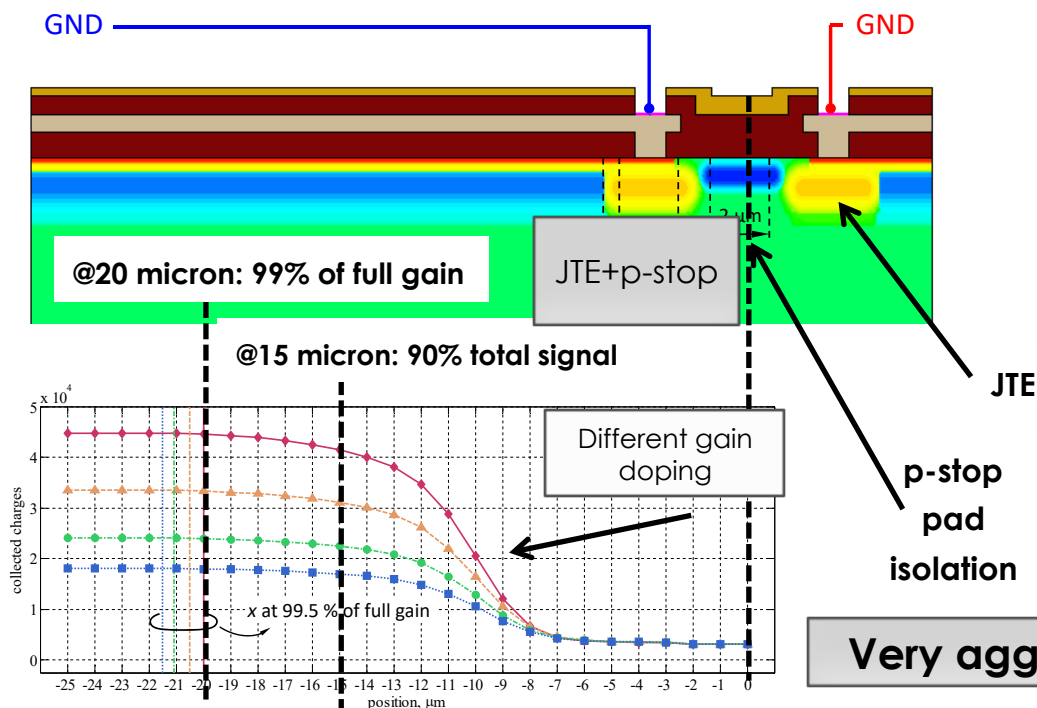 GND
GND
2 μm
@20 micron: 99% of full gain
JTE+p-stop
@15 micron: 90% total signal
JTE
x 10⁴
5
4
3
2
1
0
collected charges
Different gain
doping
p-stop
pad
isolation
x at 99.5 % of full gain
-25 -24 -23 -22 -21 -20 -19 -18 -17 -16 -15 -14 -13 -12 -11 -10 -9 -8 -7 -6 -5 -4 -3 -2 -1 0
position, μm
Very agg